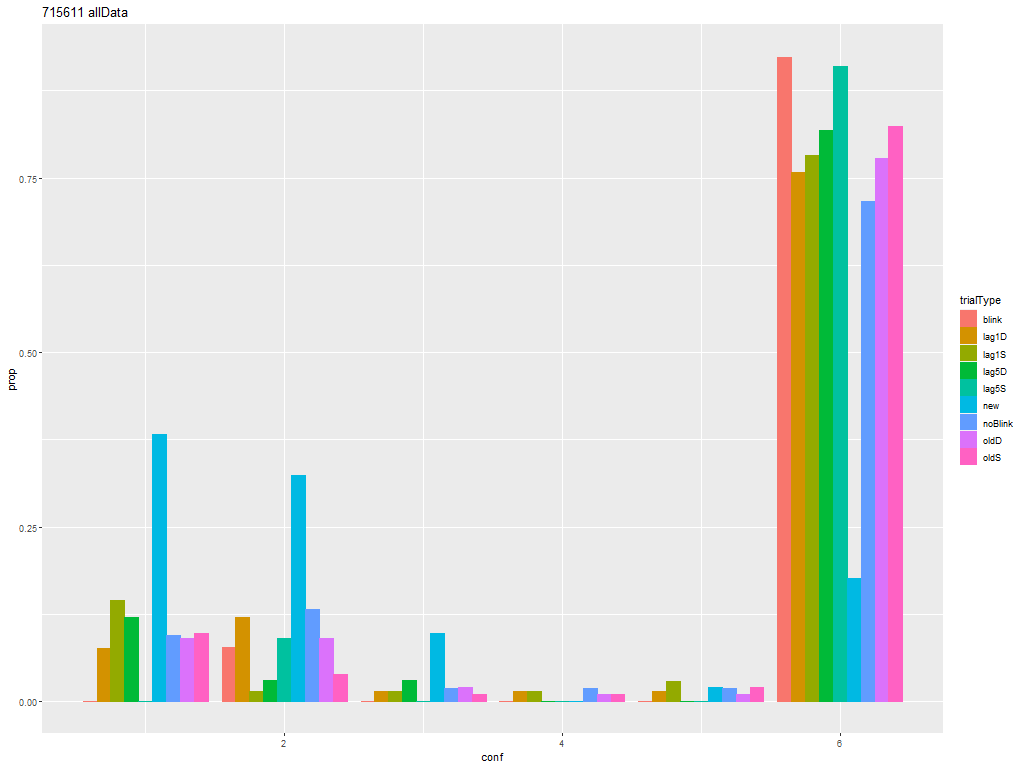 715611 allData
prop
0.75
0.50
0.25
0.00
2
4
6
conf
trialType
blink
lag1D
lag1S
lag5D
lag5S
new
noBlink
oldD
oldS